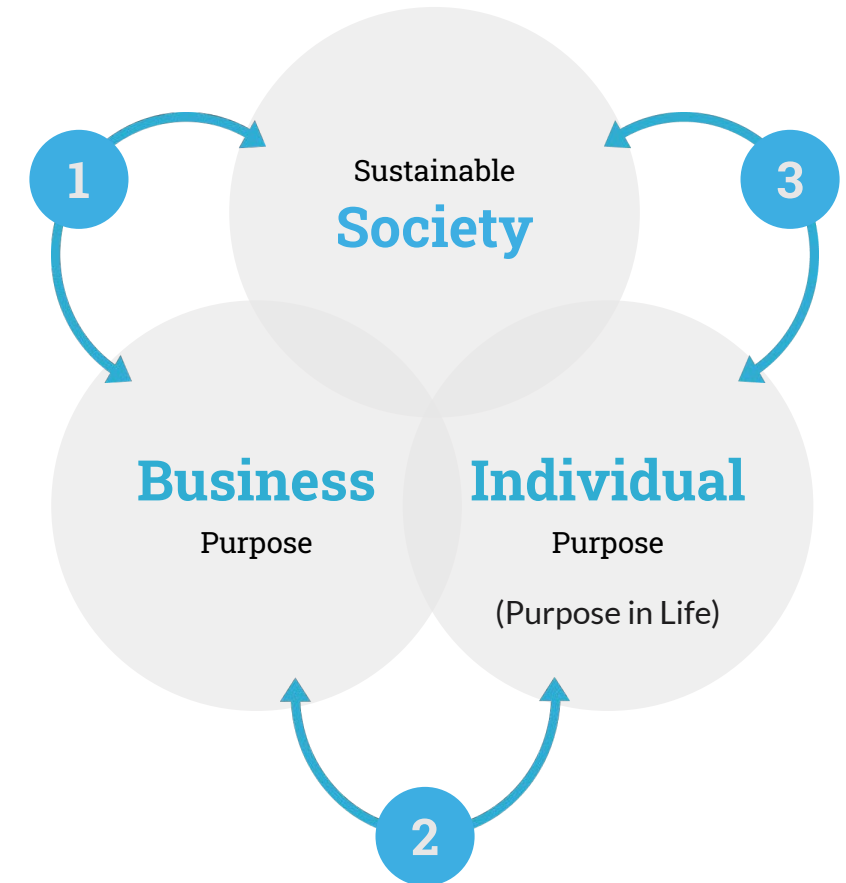 1
3
Sustainable
Society
Business
Purpose
Individual
Purpose
(Purpose in Life)
2